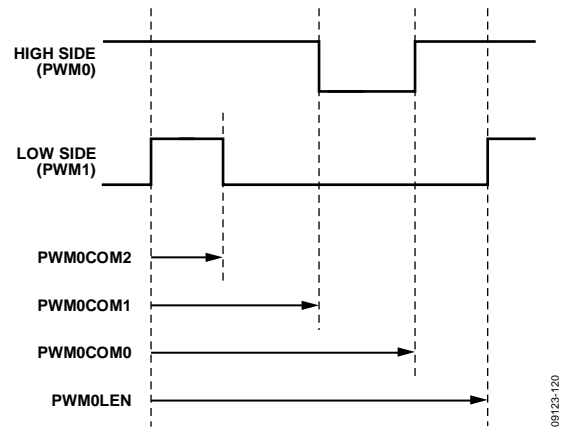 HIGH SIDE
(PWM0)
LOW SIDE
(PWM1)
PWM0COM2
PWM0COM1
PWM0COM0
PWM0LEN
09123-120